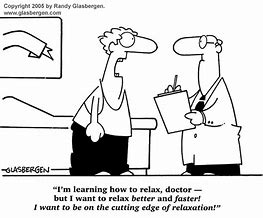 Copyright 2005 by Randy Glasbergen.
www.glasbergen.com
GLASBERGEN
"I'm learning how to relax, doctor —
but I want to relax better and faster!
I want to be on the cutting edge of relaxation!"